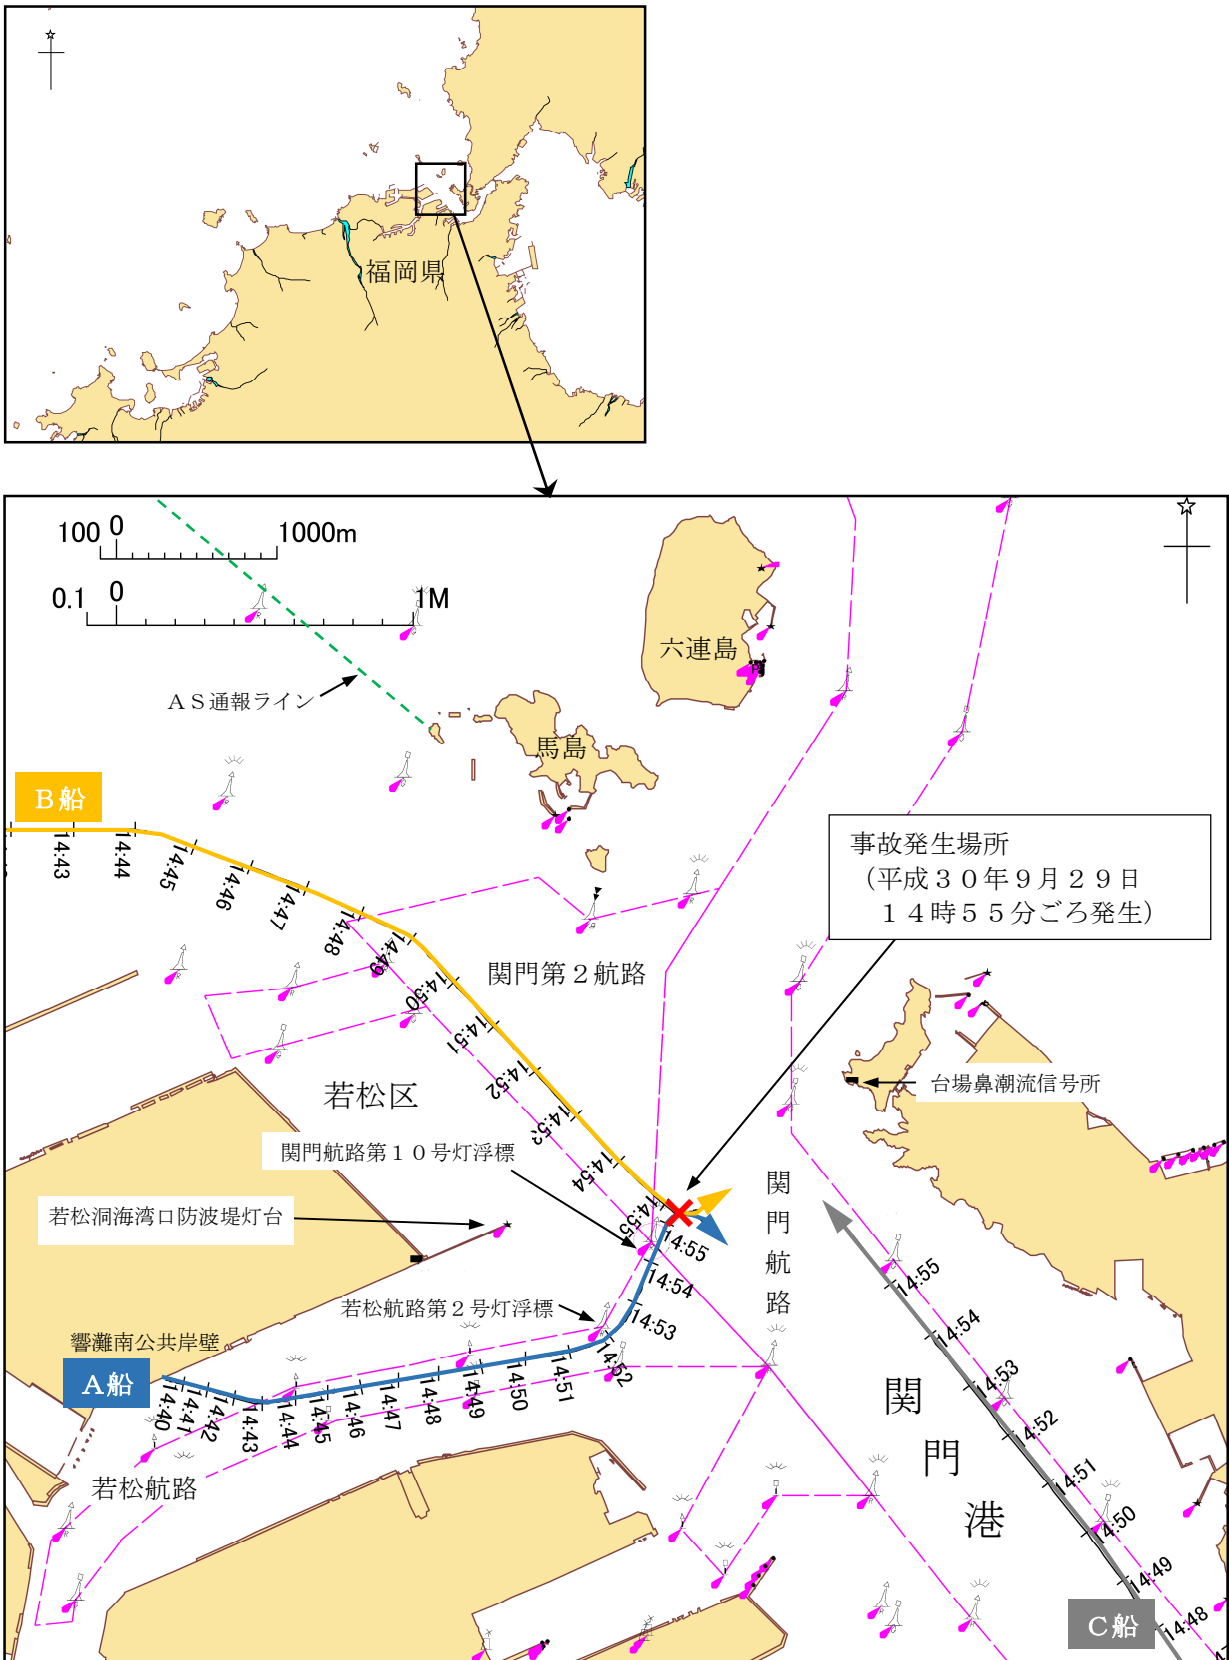 福岡県
100 0 1000m
0.1 0 1M
六連島
ＡＳ通報ライン
馬島
Ｂ船
事故発生場所
（平成３０年９月２９日
１４時５５分ごろ発生）
14:43
14:44
14:45
14:46
14:47
14:48
14:49
14:50
14:51
14:52
14:53
14:54
14:55
関門第２航路
若松区
台場鼻潮流信号所
関門航路第１０号灯浮標
若松洞海湾口防波堤灯台
関門航路
若松航路第２号灯浮標
響灘南公共岸壁
Ａ船
14:40
14:41
14:42
14:43
14:44
14:45
14:46
14:47
14:48
14:49
14:50
14:51
14:52
14:53
14:54
14:55
若松航路
関門港
14:55
14:54
14:53
14:52
14:51
14:50
14:49
14:48
Ｃ船